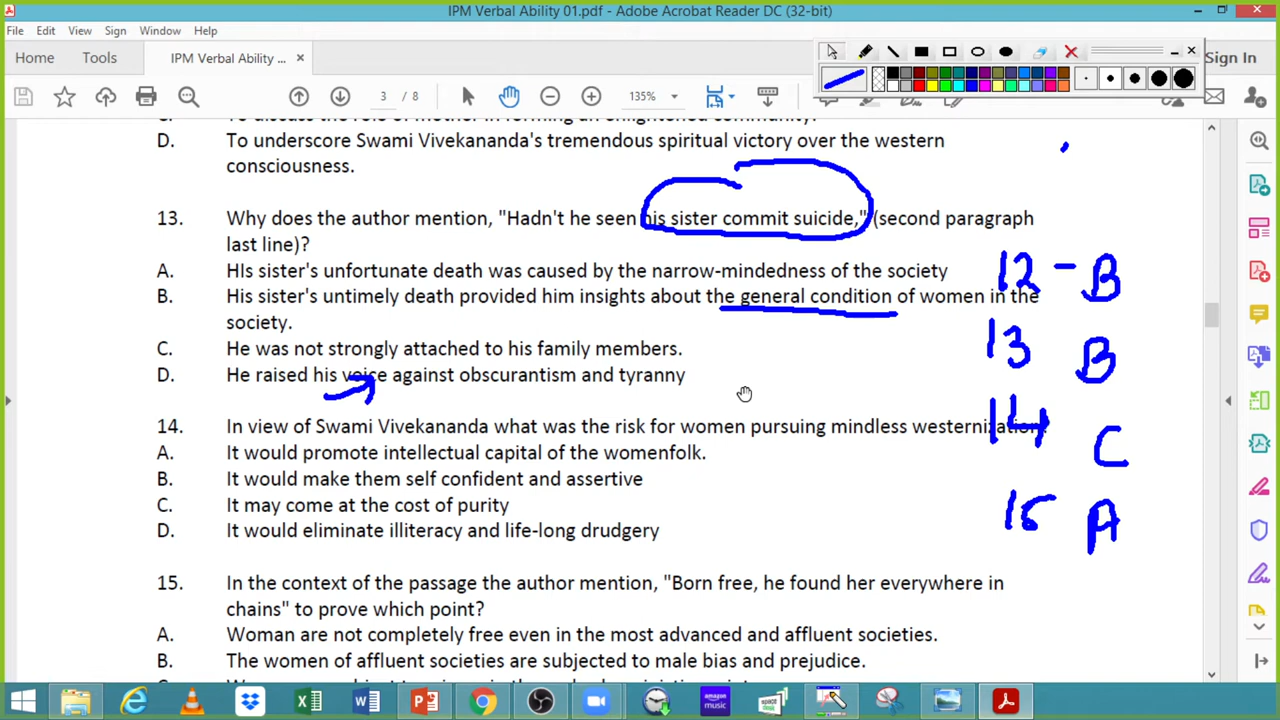 IPM Verbal Ability 01.pdf - Adobe Acrobat Reader DC (32-bit)
File Edit View Sign Window Help
Home Tools IPM Verbal Ability ... × Sign In
3 / 8 135%
D. To underscore Swami Vivekananda's tremendous spiritual victory over the western
consciousness.
13. Why does the author mention, "Hadn't he seen his sister commit suicide," (second paragraph
last line)?
A. HIs sister's unfortunate death was caused by the narrow-mindedness of the society
B. His sister's untimely death provided him insights about the general condition of women in the
society.
C. He was not strongly attached to his family members.
D. He raised his voice against obscurantism and tyranny
14. In view of Swami Vivekananda what was the risk for women pursuing mindless westernization
A. It would promote intellectual capital of the womenfolk.
B. It would make them self confident and assertive
C. It may come at the cost of purity
D. It would eliminate illiteracy and life-long drudgery
15. In the context of the passage the author mention, "Born free, he found her everywhere in
chains" to prove which point?
A. Woman are not completely free even in the most advanced and affluent societies.
B. The women of affluent societies are subjected to male bias and prejudice.
12 - B
13 B
14 C
15 A
amazon
music